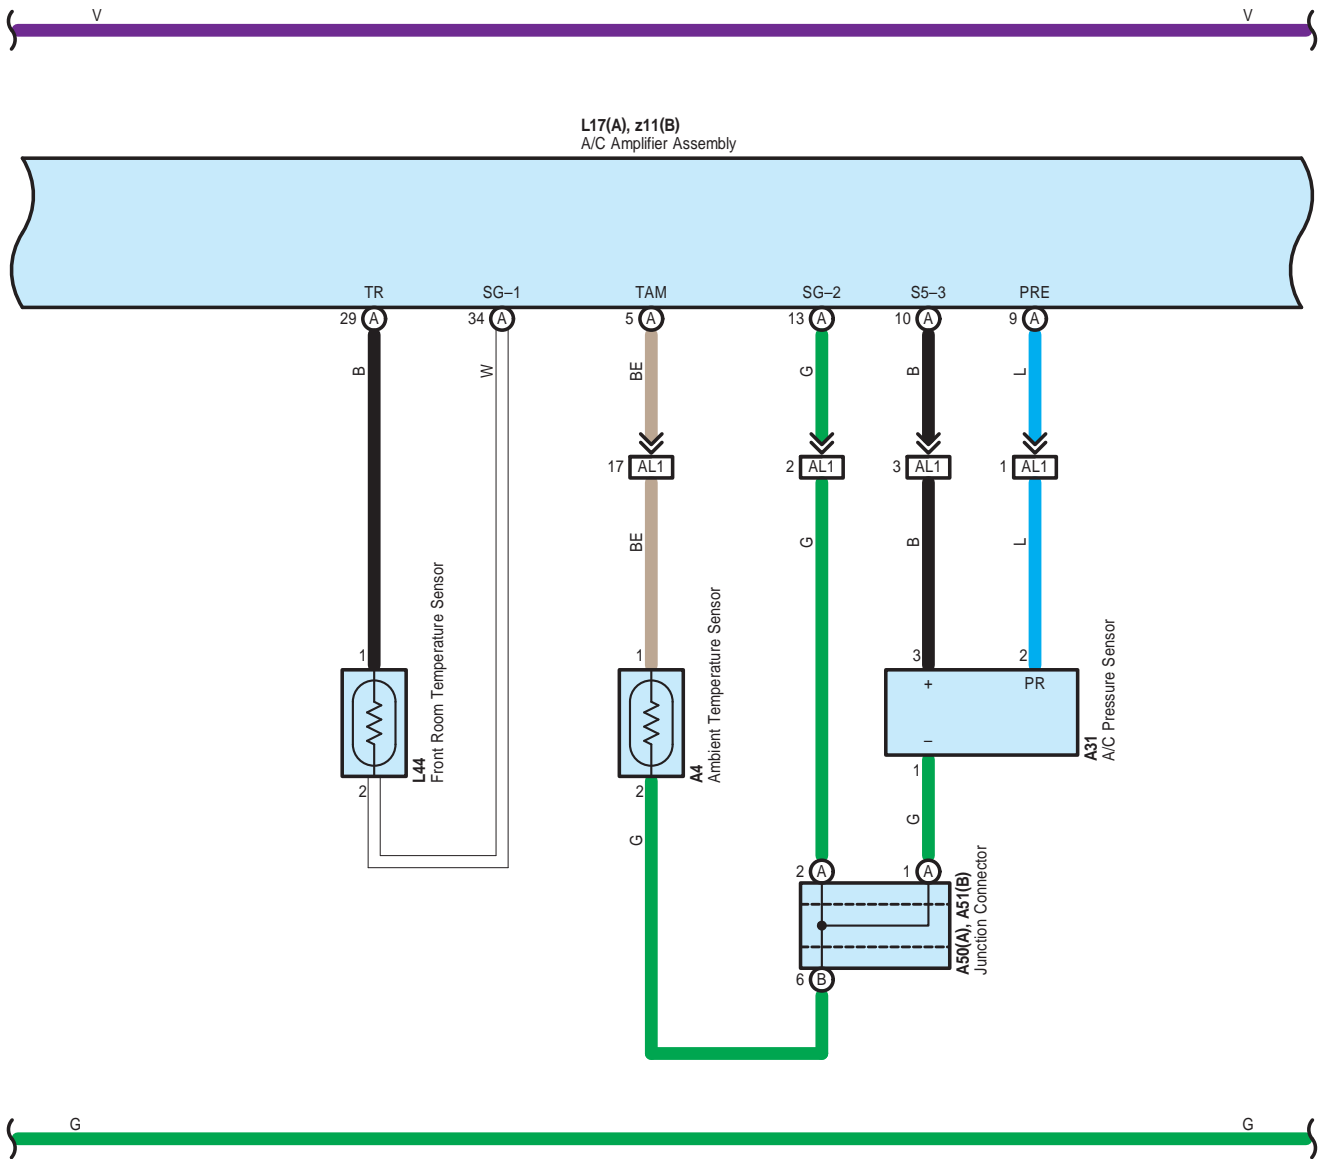 V V
L17(A), z11(B)
A/C Amplifier Assembly
TR SG–1 TAM SG–2 S5–3 PRE
29 A 34 A 5 A 13 A 10 A 9 A
B W BE G B L
17 AL1 2 AL1 3 AL1 1 AL1
BE G B L
1 1 3 2
+ PR
–
L44
Front Room Temperature Sensor
A4
Ambient Temperature Sensor
A31
A/C Pressure Sensor
2 2 1
G G
2 A 1 A
A50(A), A51(B)
Junction Connector
6 B
G G